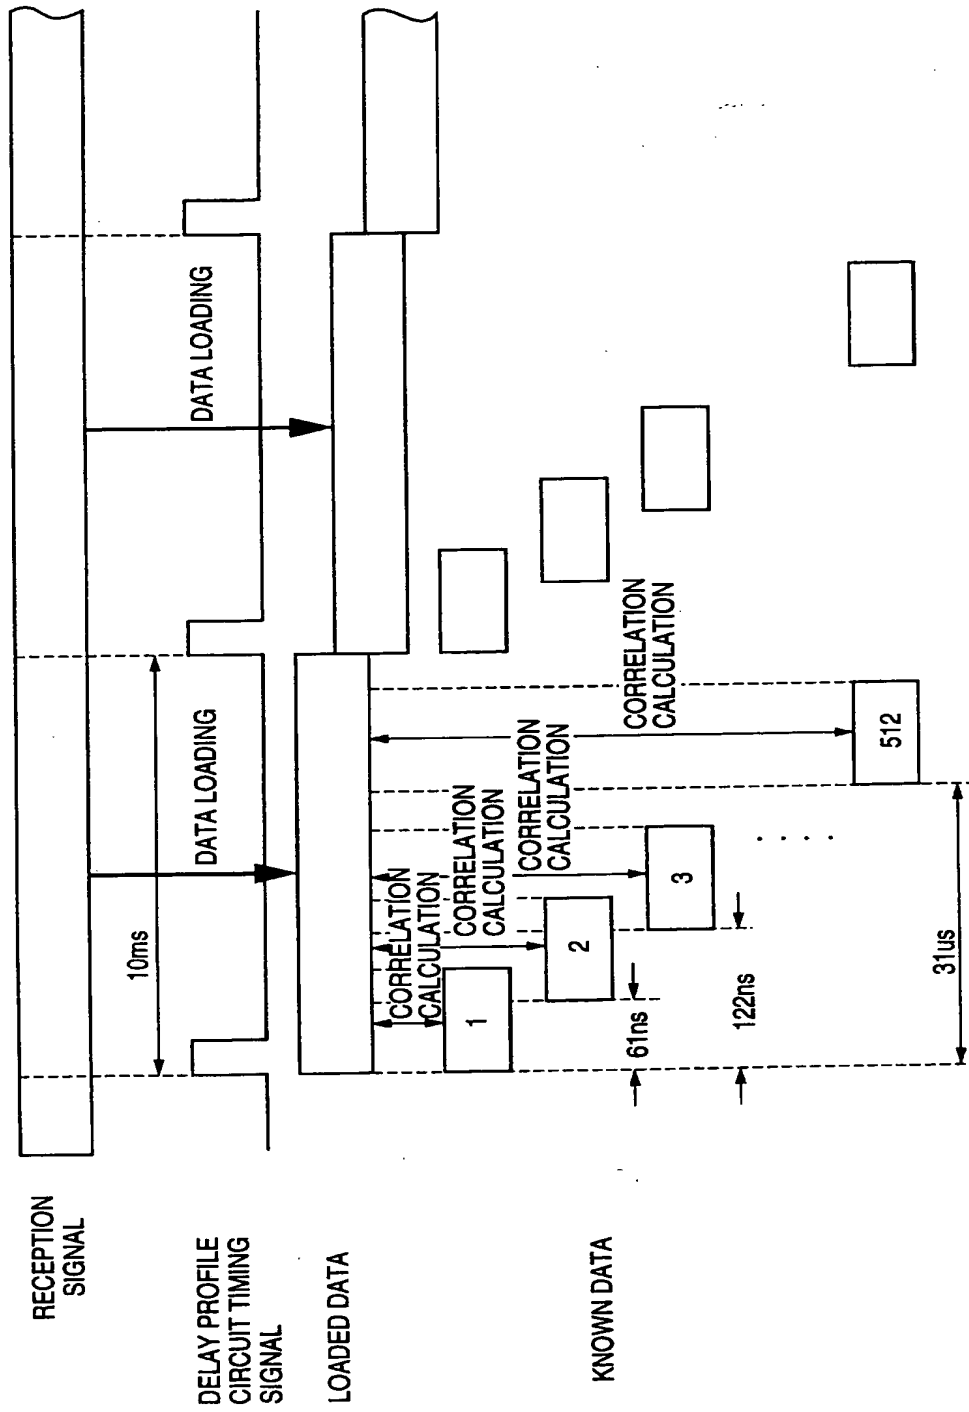 RECEPTION
SIGNAL
DELAY PROFILE
CIRCUIT TIMING
SIGNAL
LOADED DATA
KNOWN DATA
10ms
DATA LOADING
DATA LOADING
CORRELATION
CALCULATION
CORRELATION
CALCULATION
CORRELATION
CALCULATION
CORRELATION
CALCULATION
1
2
3
. . . .
512
61ns
122ns
31us